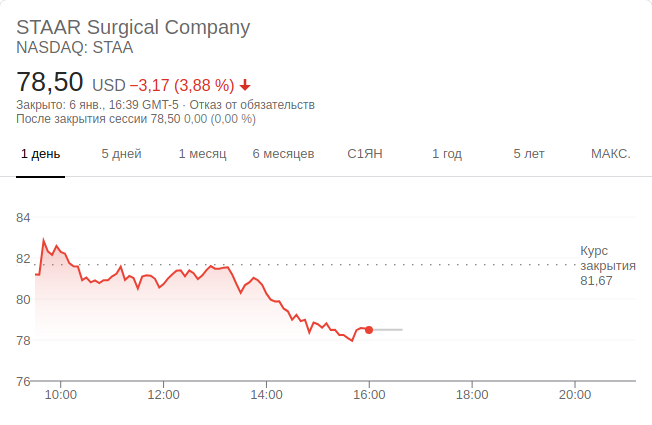 STAAR Surgical Company
NASDAQ: STAA
78,50 USD −3,17 (3,88 %)
Закрыто: 6 янв., 16:39 GMT-5 · Отказ от обязательств
После закрытия сессии 78,50 0,00 (0,00 %)
1 день 5 дней 1 месяц 6 месяцев С1ЯН 1 год 5 лет МАКС.
84
82
80
78
76
Курс
закрытия
81,67
10:00 12:00 14:00 16:00 18:00 20:00